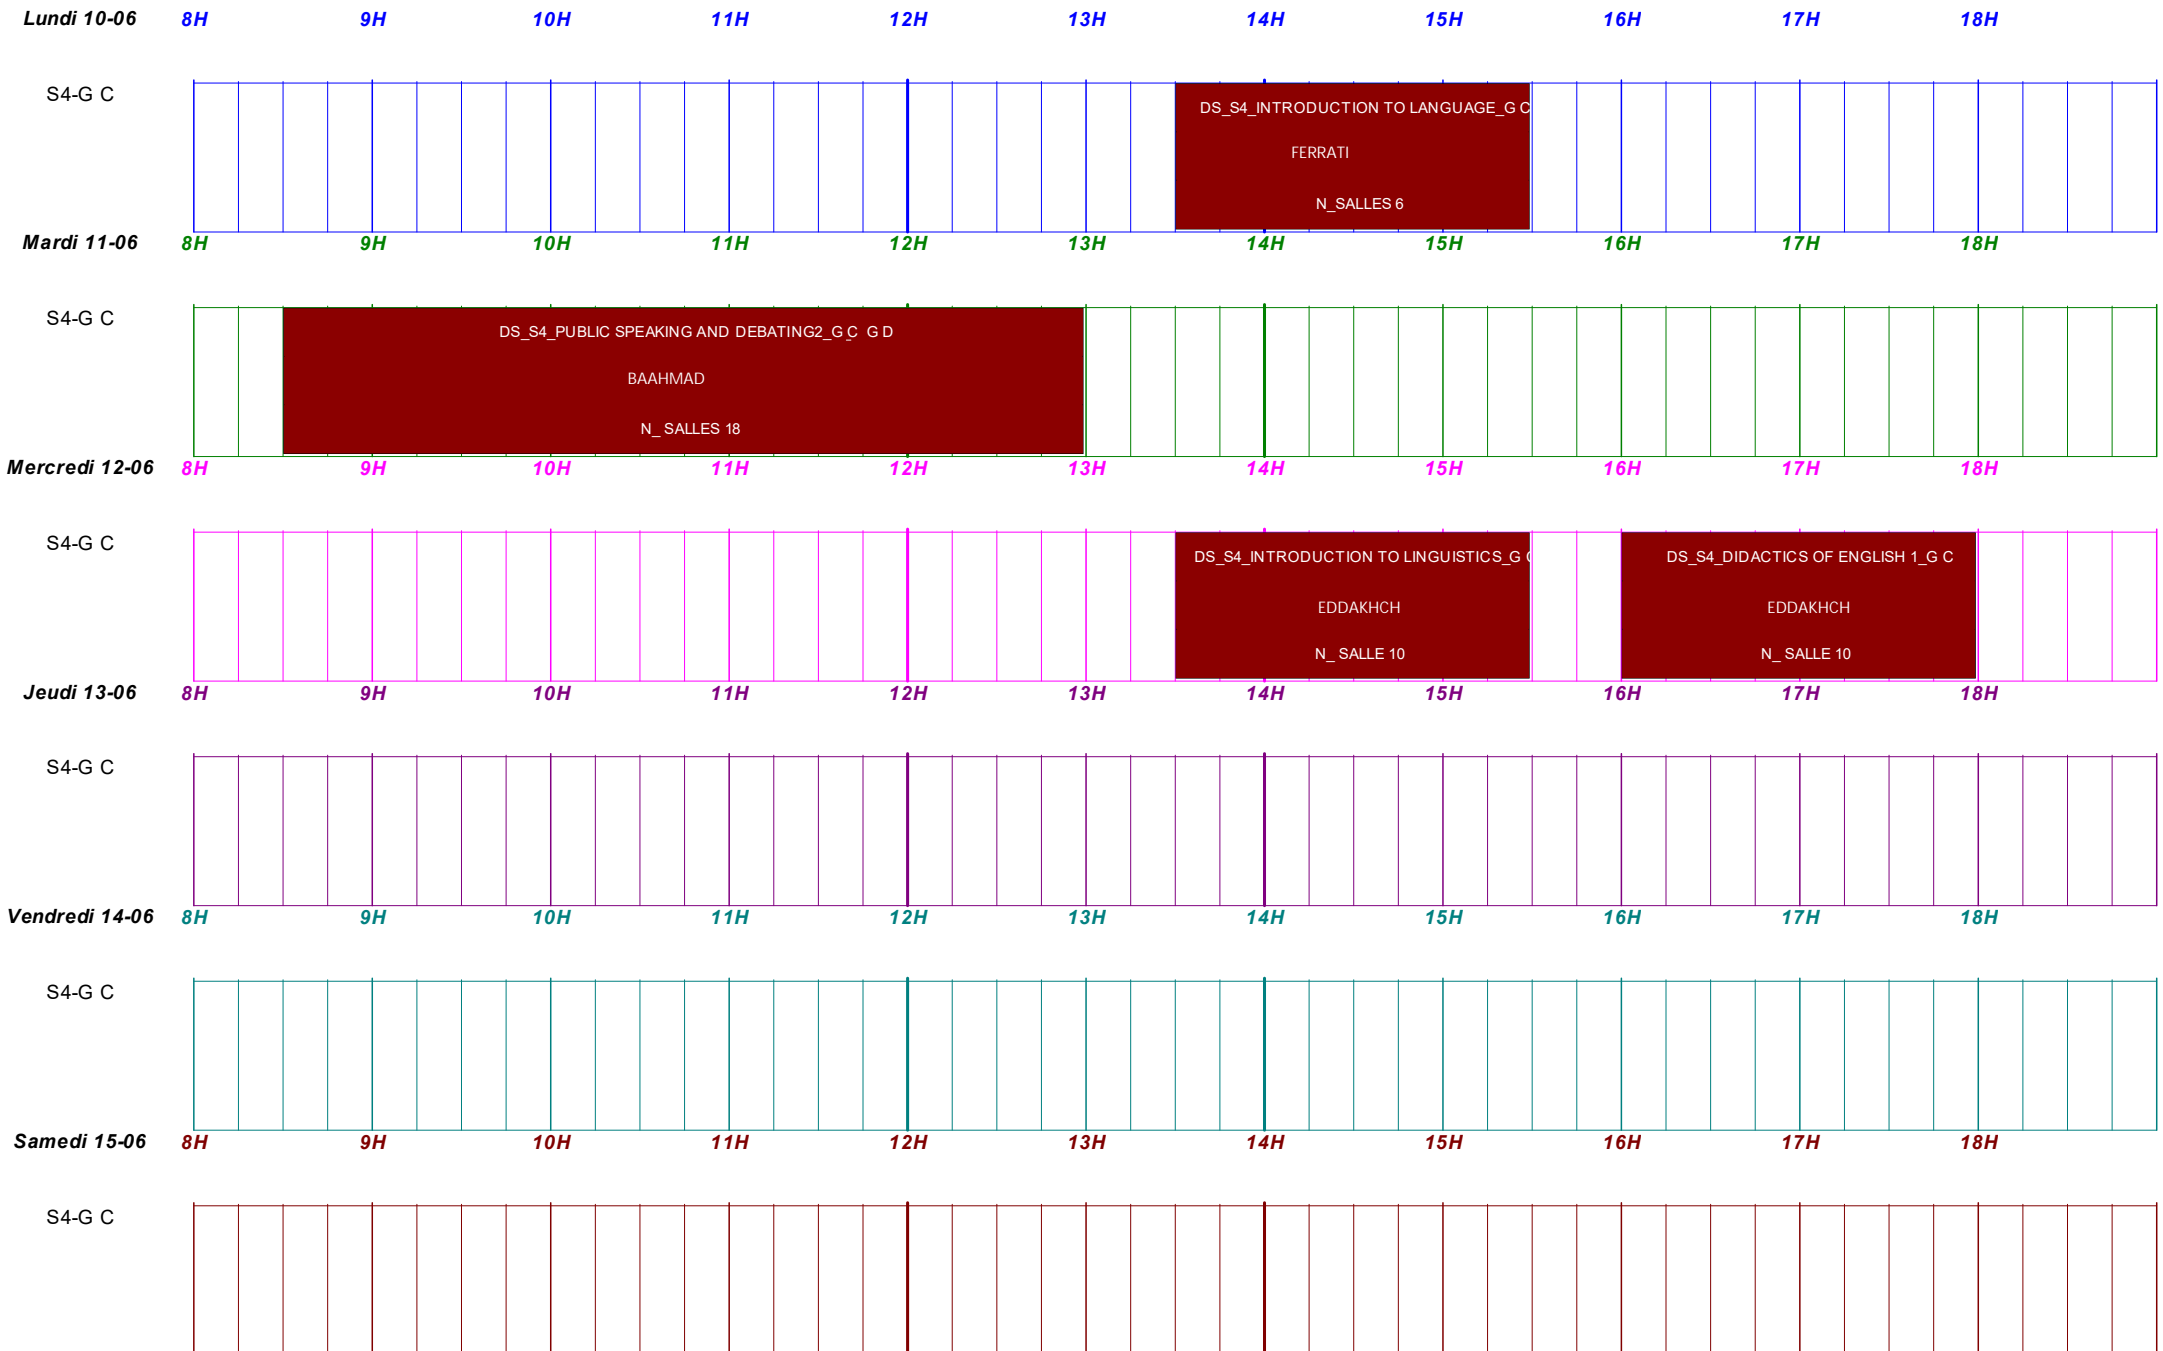 Lundi 10-06 8H 9H 10H 11H 12H 13H 14H 15H 16H 17H 18H
S4-G C
DS_S4_INTRODUCTION TO LANGUAGE_G C
FERRATI
N_SALLES 6
Mardi 11-06 8H 9H 10H 11H 12H 13H 14H 15H 16H 17H 18H
S4-G C
DS_S4_PUBLIC SPEAKING AND DEBATING2_G C_G D
BAAHMAD
N_ SALLES 18
Mercredi 12-06 8H 9H 10H 11H 12H 13H 14H 15H 16H 17H 18H
S4-G C
DS_S4_INTRODUCTION TO LINGUISTICS_G C
EDDAKHCH
N_ SALLE 10
DS_S4_DIDACTICS OF ENGLISH 1_G C
EDDAKHCH
N_ SALLE 10
Jeudi 13-06 8H 9H 10H 11H 12H 13H 14H 15H 16H 17H 18H
S4-G C
Vendredi 14-06 8H 9H 10H 11H 12H 13H 14H 15H 16H 17H 18H
S4-G C
Samedi 15-06 8H 9H 10H 11H 12H 13H 14H 15H 16H 17H 18H
S4-G C